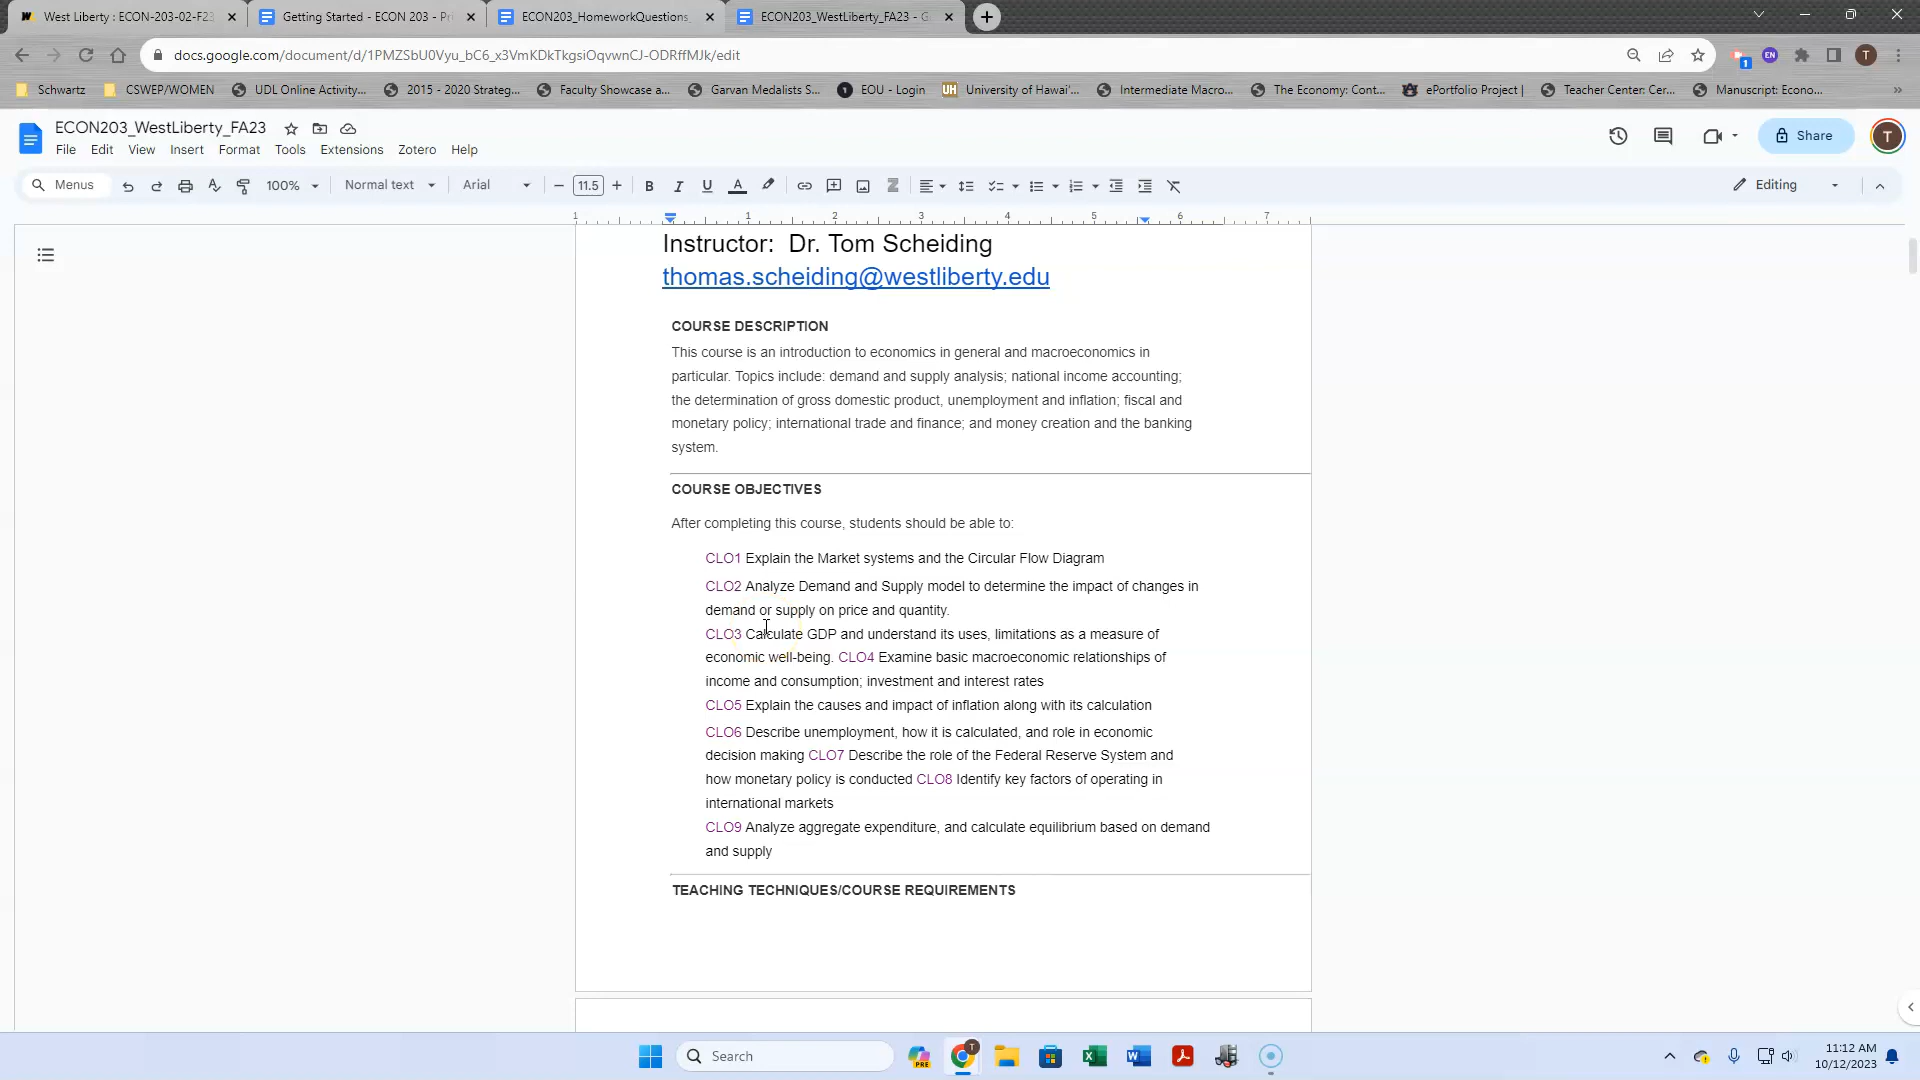 West Liberty : ECON-203-02-F23
Getting Started - ECON 203 - Pri
ECON203_HomeworkQuestions_
ECON203_WestLiberty_FA23 - G
docs.google.com/document/d/1PMZSbU0Vyu_bC6_x3VmKDkTkgsiOqvwnCJ-ODRffMJk/edit
1
EN
T
Schwartz
CSWEP/WOMEN
UDL Online Activity...
2015 - 2020 Strateg...
Faculty Showcase a...
Garvan Medalists S...
EOU - Login
University of Hawai'...
Intermediate Macro...
The Economy: Cont...
ePortfolio Project |
Teacher Center: Cer...
Manuscript: Econo...
»
ECON203_WestLiberty_FA23
File Edit View Insert Format Tools Extensions Zotero Help
Share
T
Menus
100%
Normal text
Arial
11.5
Editing
1 1 2 3 4 5 6 7
Instructor: Dr. Tom Scheiding
thomas.scheiding@westliberty.edu
COURSE DESCRIPTION
This course is an introduction to economics in general and macroeconomics in
particular. Topics include: demand and supply analysis; national income accounting;
the determination of gross domestic product, unemployment and inflation; fiscal and
monetary policy; international trade and finance; and money creation and the banking
system.
COURSE OBJECTIVES
After completing this course, students should be able to:
CLO1 Explain the Market systems and the Circular Flow Diagram
CLO2 Analyze Demand and Supply model to determine the impact of changes in
demand or supply on price and quantity.
CLO3 Calculate GDP and understand its uses, limitations as a measure of
economic well-being. CLO4 Examine basic macroeconomic relationships of
income and consumption; investment and interest rates
CLO5 Explain the causes and impact of inflation along with its calculation
CLO6 Describe unemployment, how it is calculated, and role in economic
decision making CLO7 Describe the role of the Federal Reserve System and
how monetary policy is conducted CLO8 Identify key factors of operating in
international markets
CLO9 Analyze aggregate expenditure, and calculate equilibrium based on demand
and supply
TEACHING TECHNIQUES/COURSE REQUIREMENTS
Search
PRE
T
11:12 AM
10/12/2023